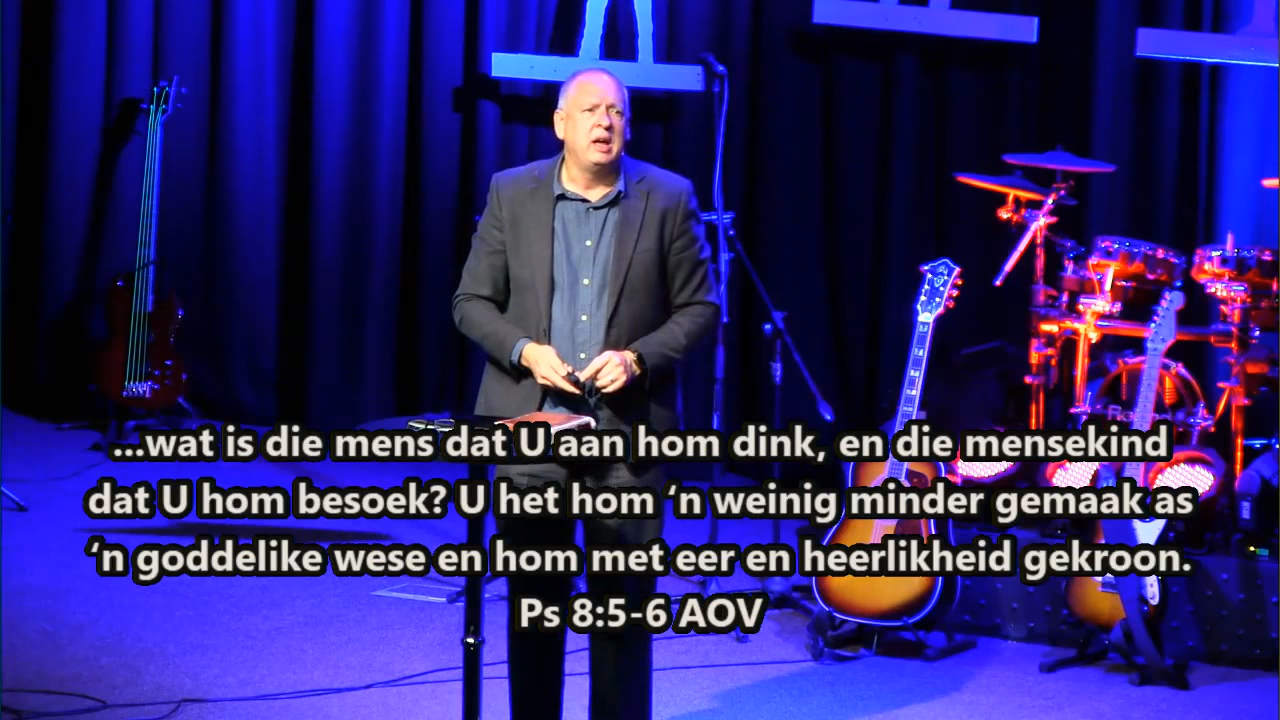 ...wat is die mens dat U aan hom dink, en die mensekind
dat U hom besoek? U het hom ‘n weinig minder gemaak as
‘n goddelike wese en hom met eer en heerlikheid gekroon.
Ps 8:5-6 AOV